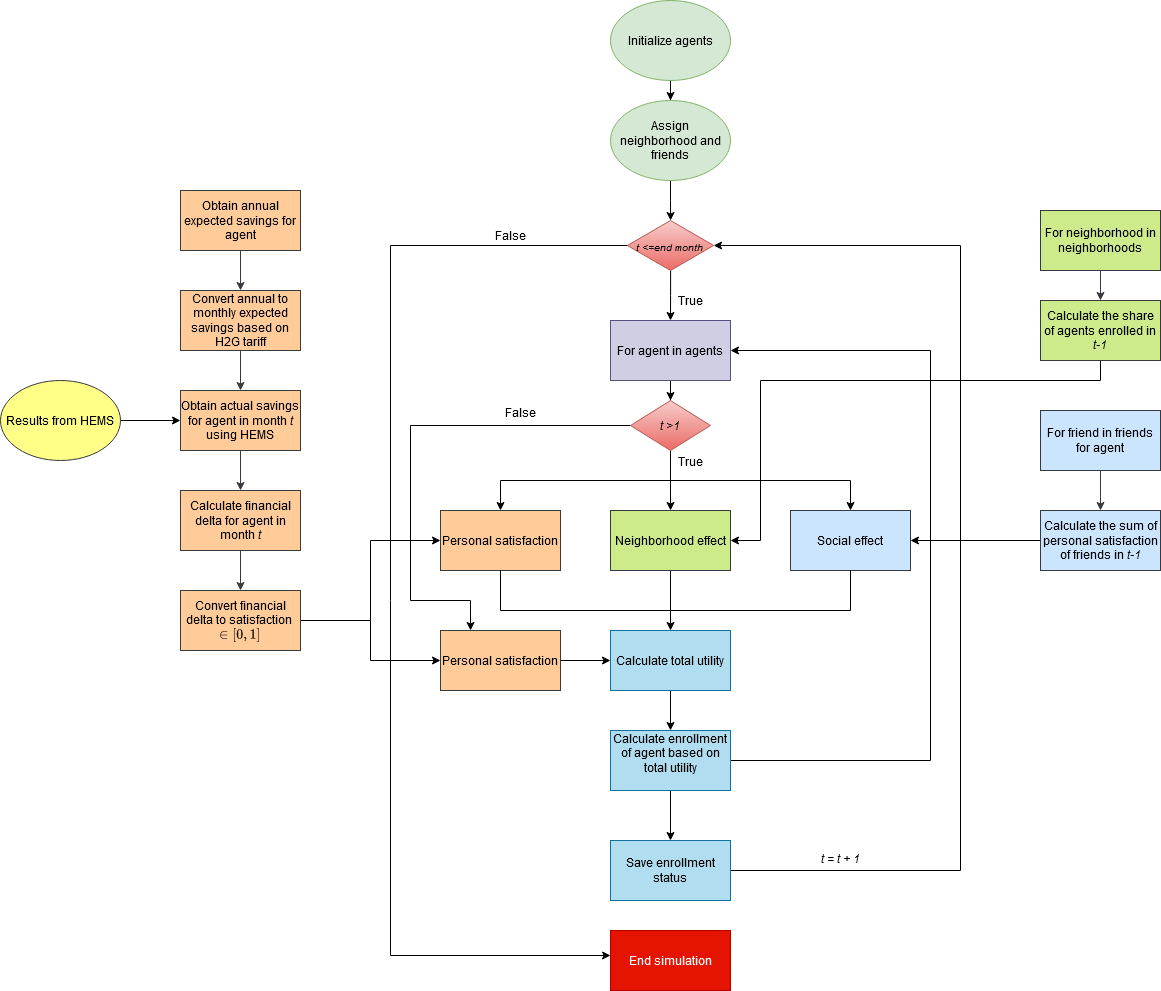 Initialize agents
Assign
neighborhood and
friends
Obtain annual
expected savings for
agent
For neighborhood in
neighborhoods
False
t <=end month
True
Convert annual to
monthly expected
savings based on
H2G tariff
Calculate the share
of agents enrolled in
t-1
For agent in agents
Results from HEMS
Obtain actual savings
for agent in month t
using HEMS
False
t >1
True
For friend in friends
for agent
Calculate financial
delta for agent in
month t
Personal satisfaction
Neighborhood effect
Social effect
Calculate the sum of
personal satisfaction
of friends in t-1
Convert financial
delta to satisfaction
∈ [0, 1]
Personal satisfaction
Calculate total utility
Calculate enrollment
of agent based on
total utility
Save enrollment
status
t = t + 1
End simulation